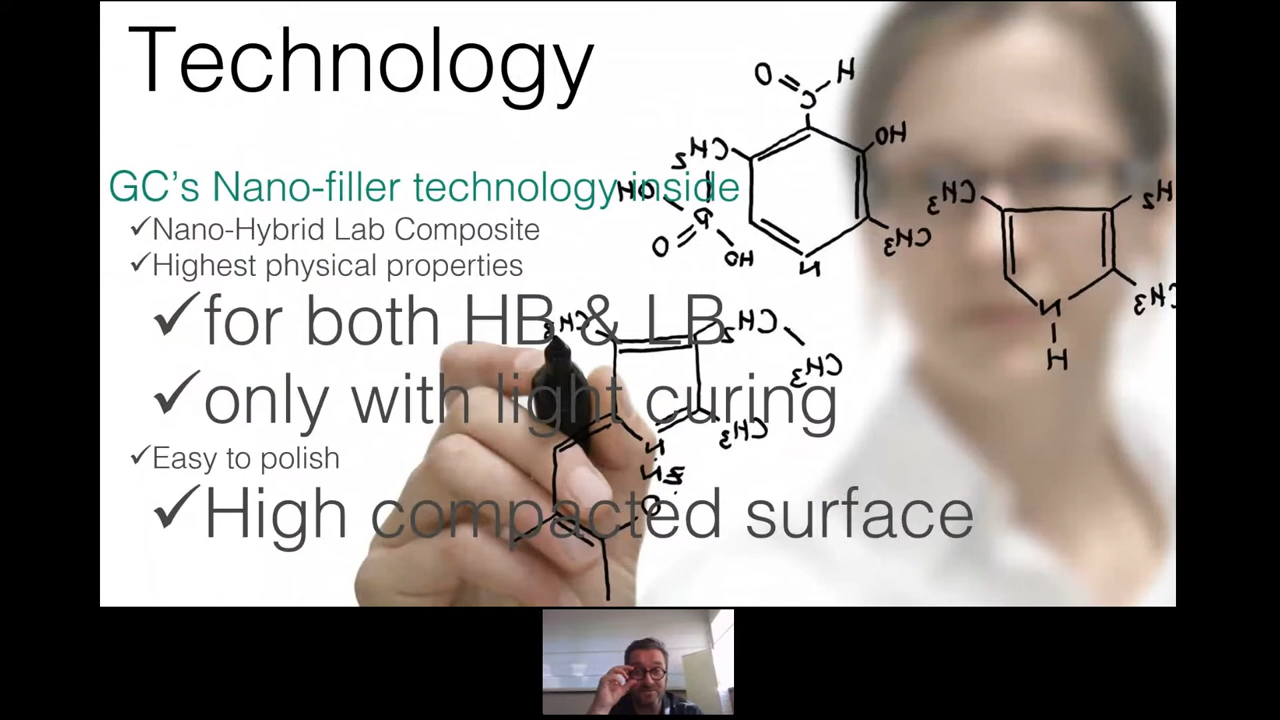 Technology
GC's Nano-filler technology inside
✓Nano-Hybrid Lab Composite
✓Highest physical properties
✓for both HB & LB
✓only with light curing
✓Easy to polish
✓High compacted surface